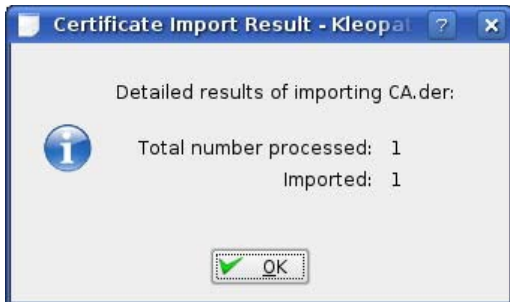 Certificate Import Result - Kleopat
Detailed results of importing CA.der:
Total number processed: 1
Imported: 1
OK